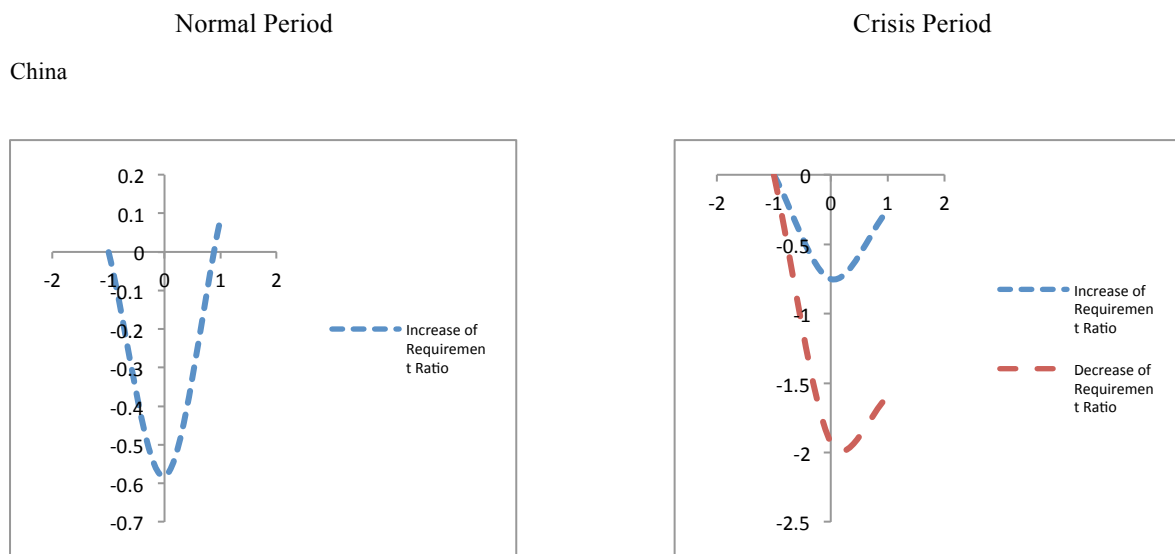 Normal Period
Crisis Period
China
0.2
0.1
0
-2
-1
0
1
2
-0.1
-0.2
-0.3
-0.4
-0.5
-0.6
-0.7
Increase of
Requiremen
t Ratio
0
-2
-1
0
1
2
-0.5
-1
-1.5
-2
-2.5
Increase of
Requiremen
t Ratio
Decrease of
Requiremen
t Ratio